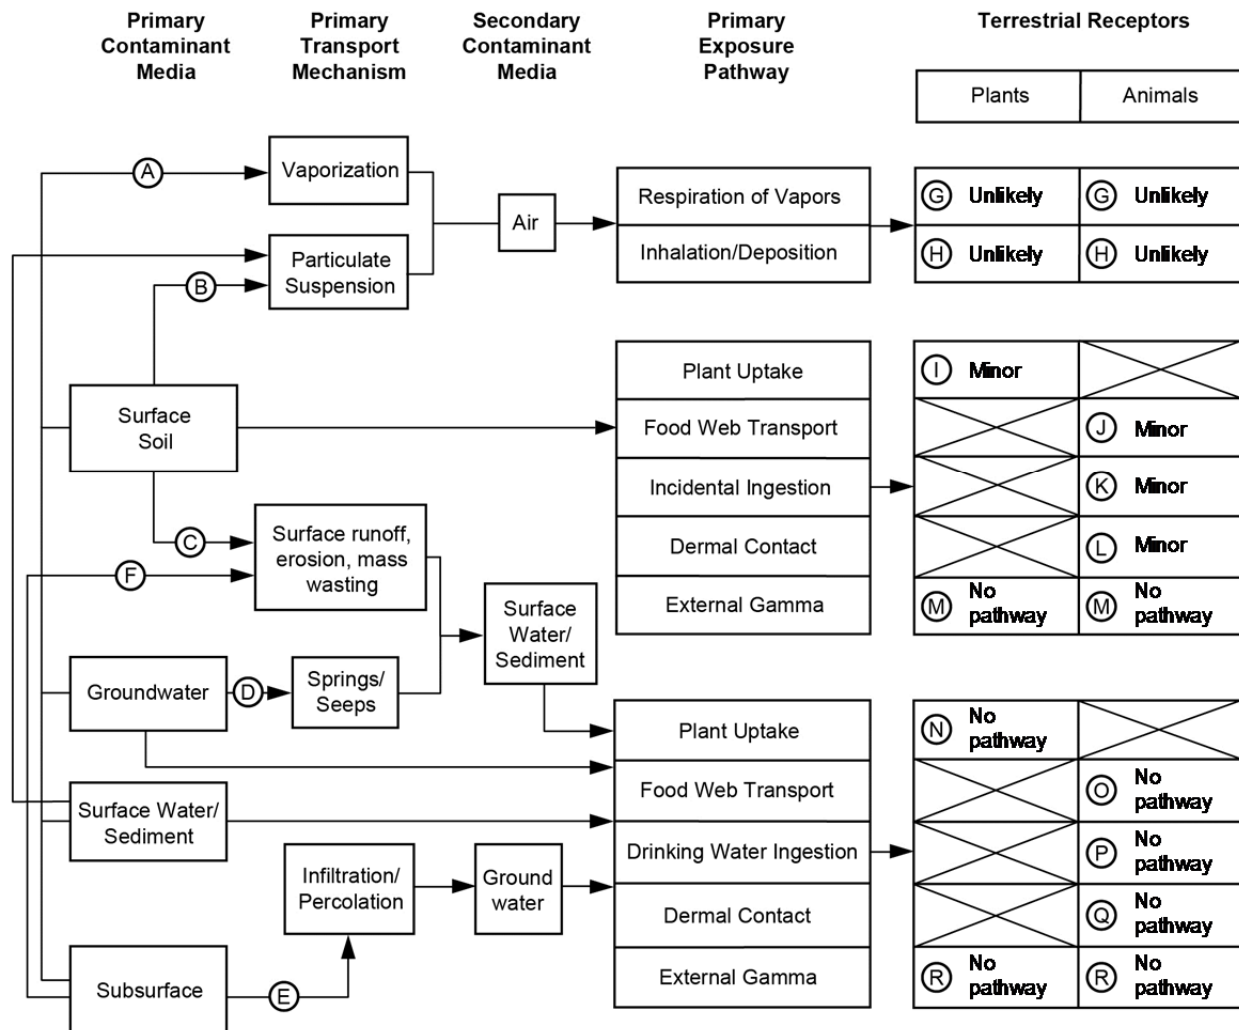 Primary
Contaminant
Media
Primary
Transport
Mechanism
Secondary
Contaminant
Media
Primary
Exposure
Pathway
Terrestrial Receptors
Plants
Animals
A
Vaporization
B
Particulate
Suspension
Air
Respiration of Vapors
Inhalation/Deposition
G Unlikely
G Unlikely
H Unlikely
H Unlikely
Surface
Soil
Plant Uptake
Food Web Transport
Incidental Ingestion
Dermal Contact
External Gamma
I Minor
J Minor
K Minor
L Minor
M No
pathway
M No
pathway
C
F
Surface runoff,
erosion, mass
wasting
Groundwater
D
Springs/
Seeps
Surface
Water/
Sediment
Surface Water/
Sediment
Infiltration/
Percolation
Ground
water
Subsurface
E
Plant Uptake
Food Web Transport
Drinking Water Ingestion
Dermal Contact
External Gamma
N No
pathway
O No
pathway
P No
pathway
Q No
pathway
R No
pathway
R No
pathway